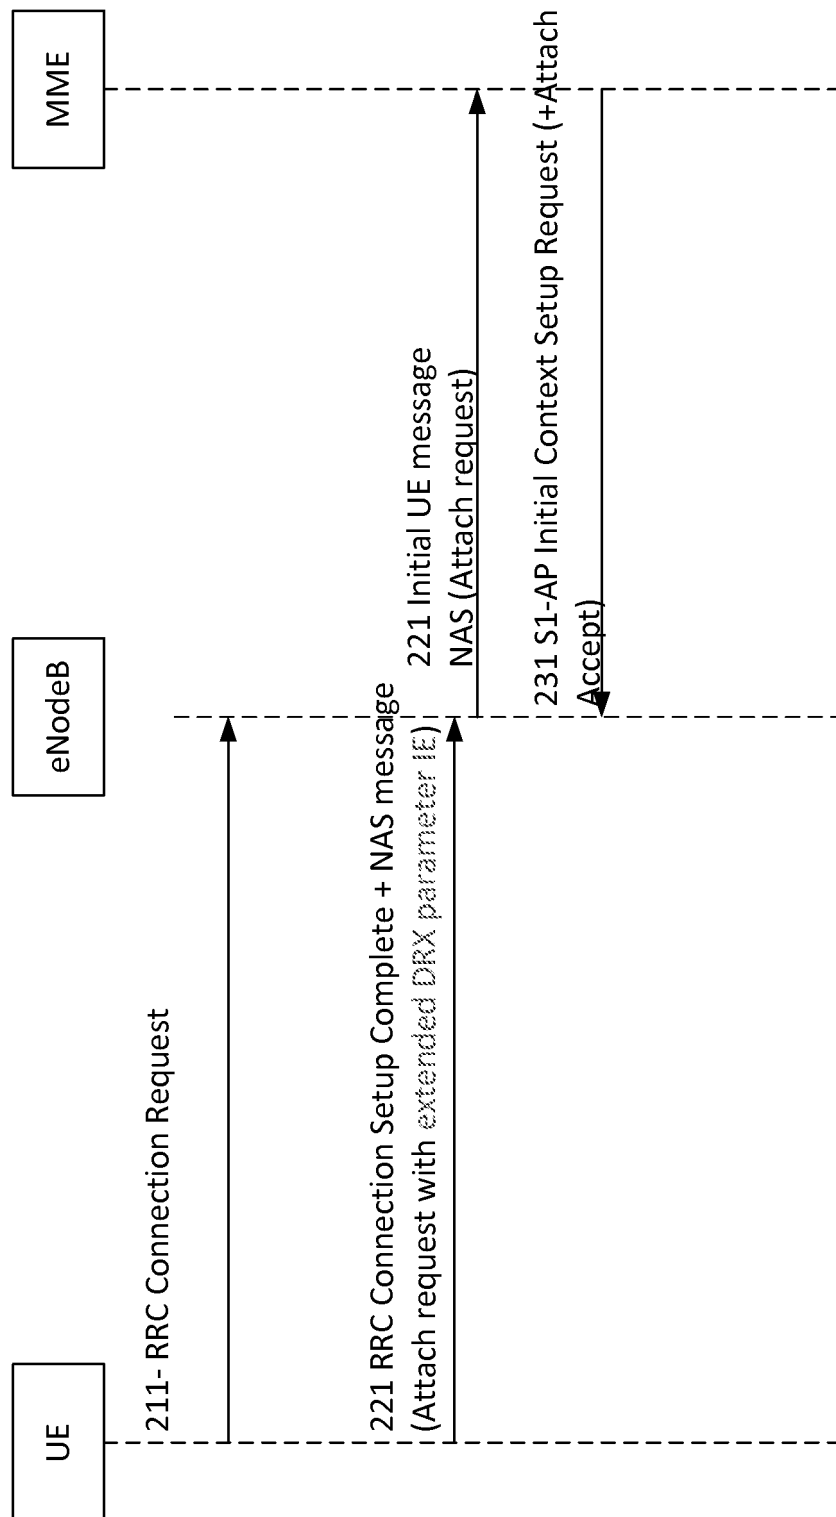 UE
eNodeB
MME
211- RRC Connection Request
221 RRC Connection Setup Complete + NAS message
(Attach request with extended DRX parameter IE)
221 Initial UE message
NAS (Attach request)
231 S1-AP Initial Context Setup Request (+Attach
Accept)